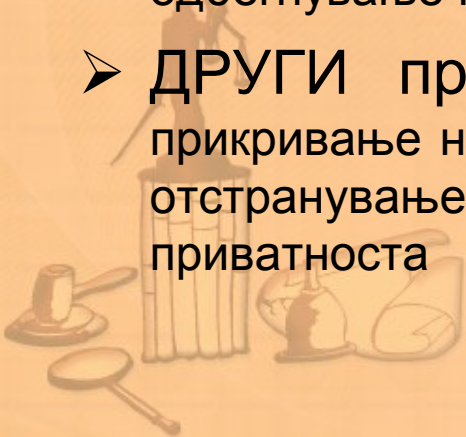 ➢ ДРУГИ пр
прикривање н
отстранување
приватноста